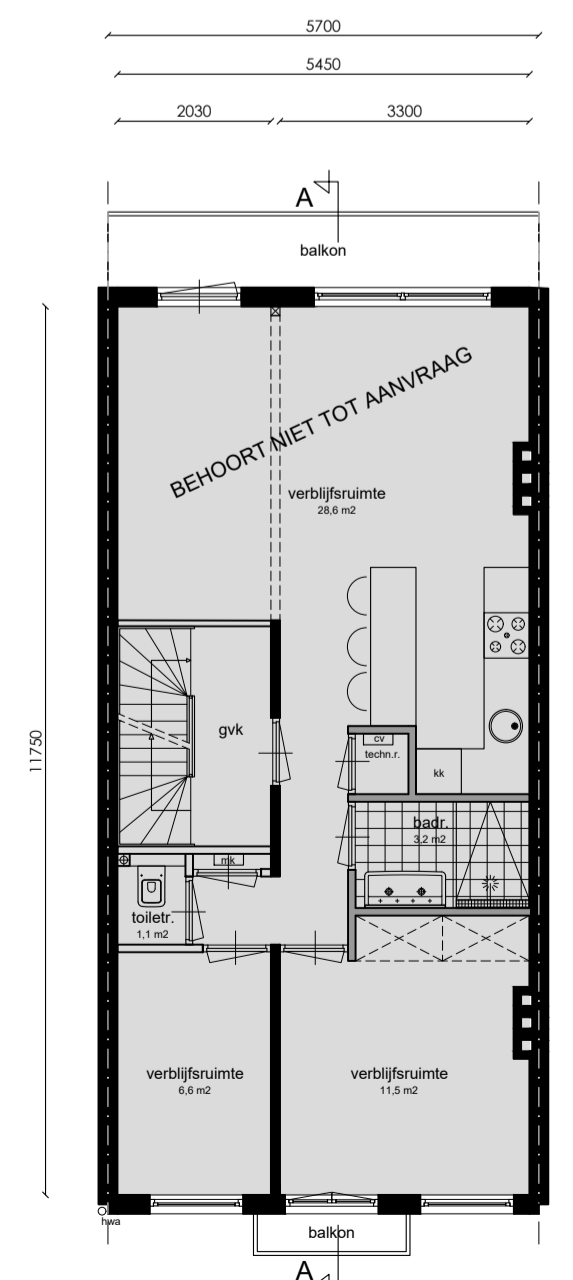 5700
5450
2030 3300
A
balkon
BEHOORT NIET TOT AANVRAAG
verblijfsruimte
28,6 m2
gvk
11750
cv
techn.r.
kk
badr.
3,2 m2
mk
toiletr.
1,1 m2
verblijfsruimte
6,6 m2
verblijfsruimte
11,5 m2
hwa
balkon
A